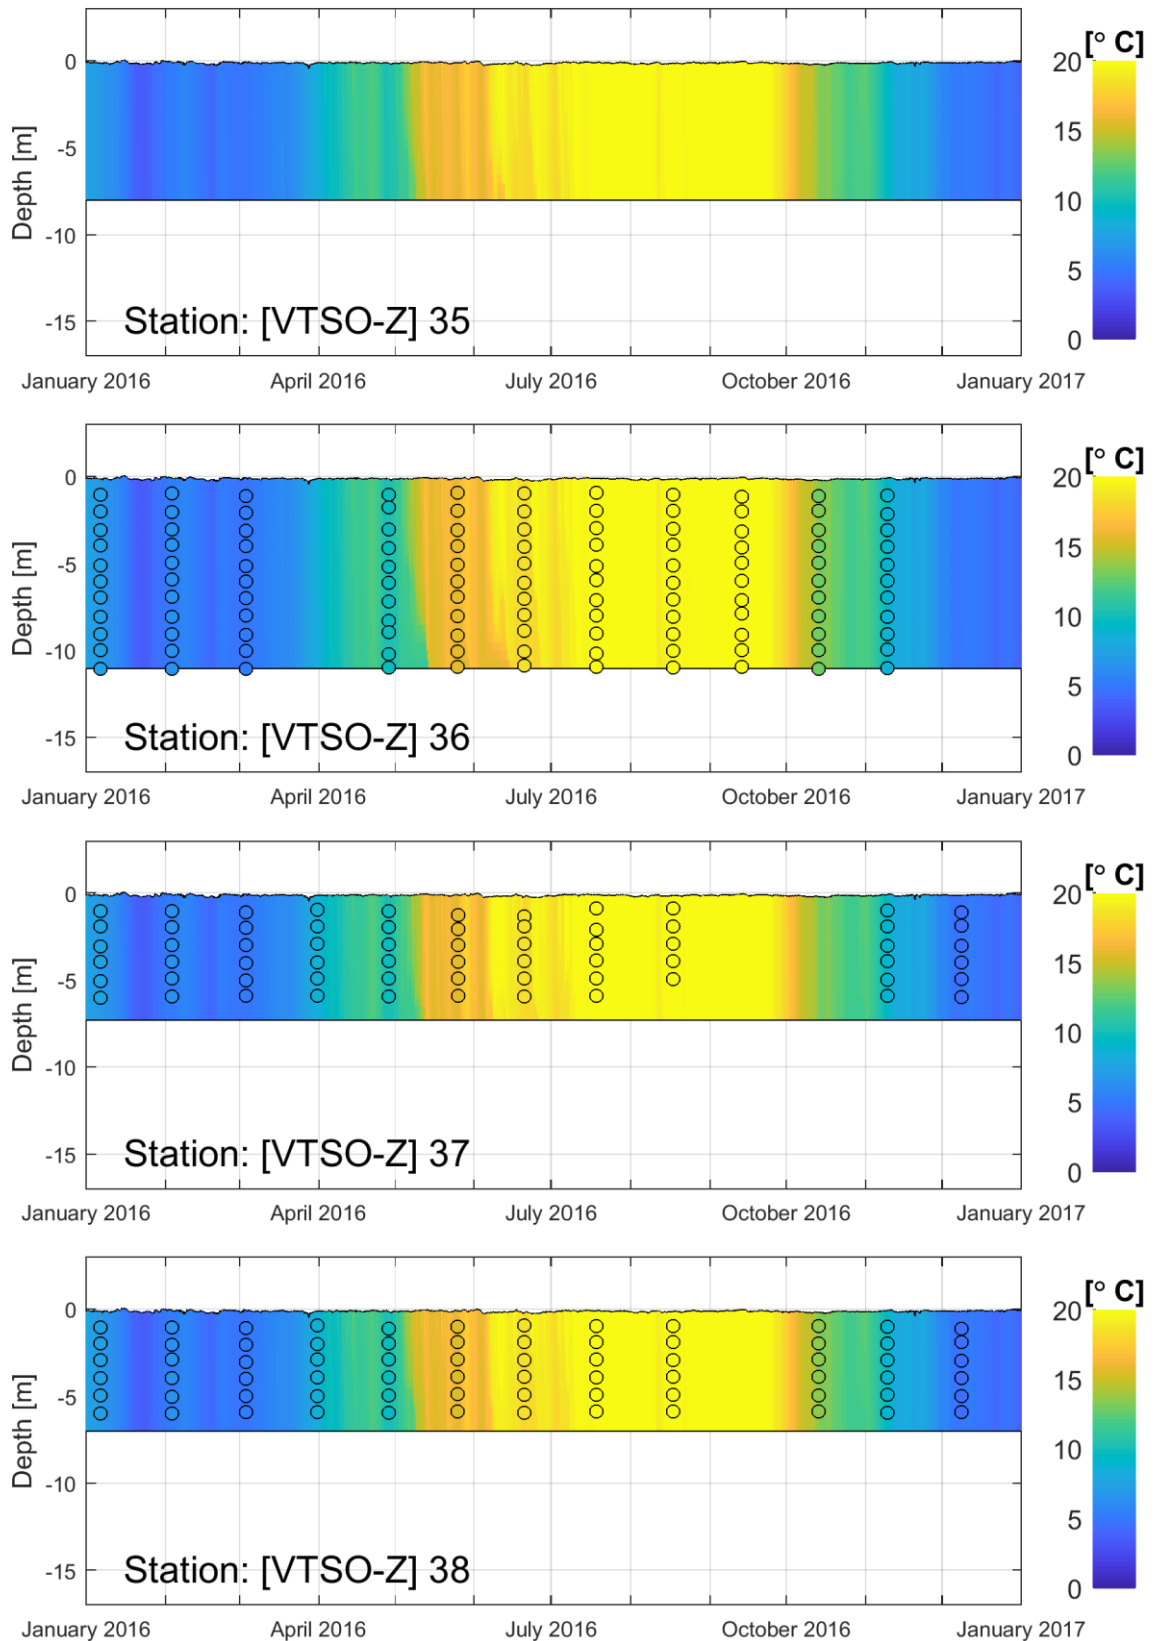 [° C]
0
-5
-10
-15
Depth [m]
Station: [VTSO-Z] 35
20
15
10
5
0
January 2016 April 2016 July 2016 October 2016 January 2017
[° C]
0
-5
-10
-15
Depth [m]
Station: [VTSO-Z] 36
20
15
10
5
0
January 2016 April 2016 July 2016 October 2016 January 2017
[° C]
0
-5
-10
-15
Depth [m]
Station: [VTSO-Z] 37
20
15
10
5
0
January 2016 April 2016 July 2016 October 2016 January 2017
[° C]
0
-5
-10
-15
Depth [m]
Station: [VTSO-Z] 38
20
15
10
5
0
January 2016 April 2016 July 2016 October 2016 January 2017